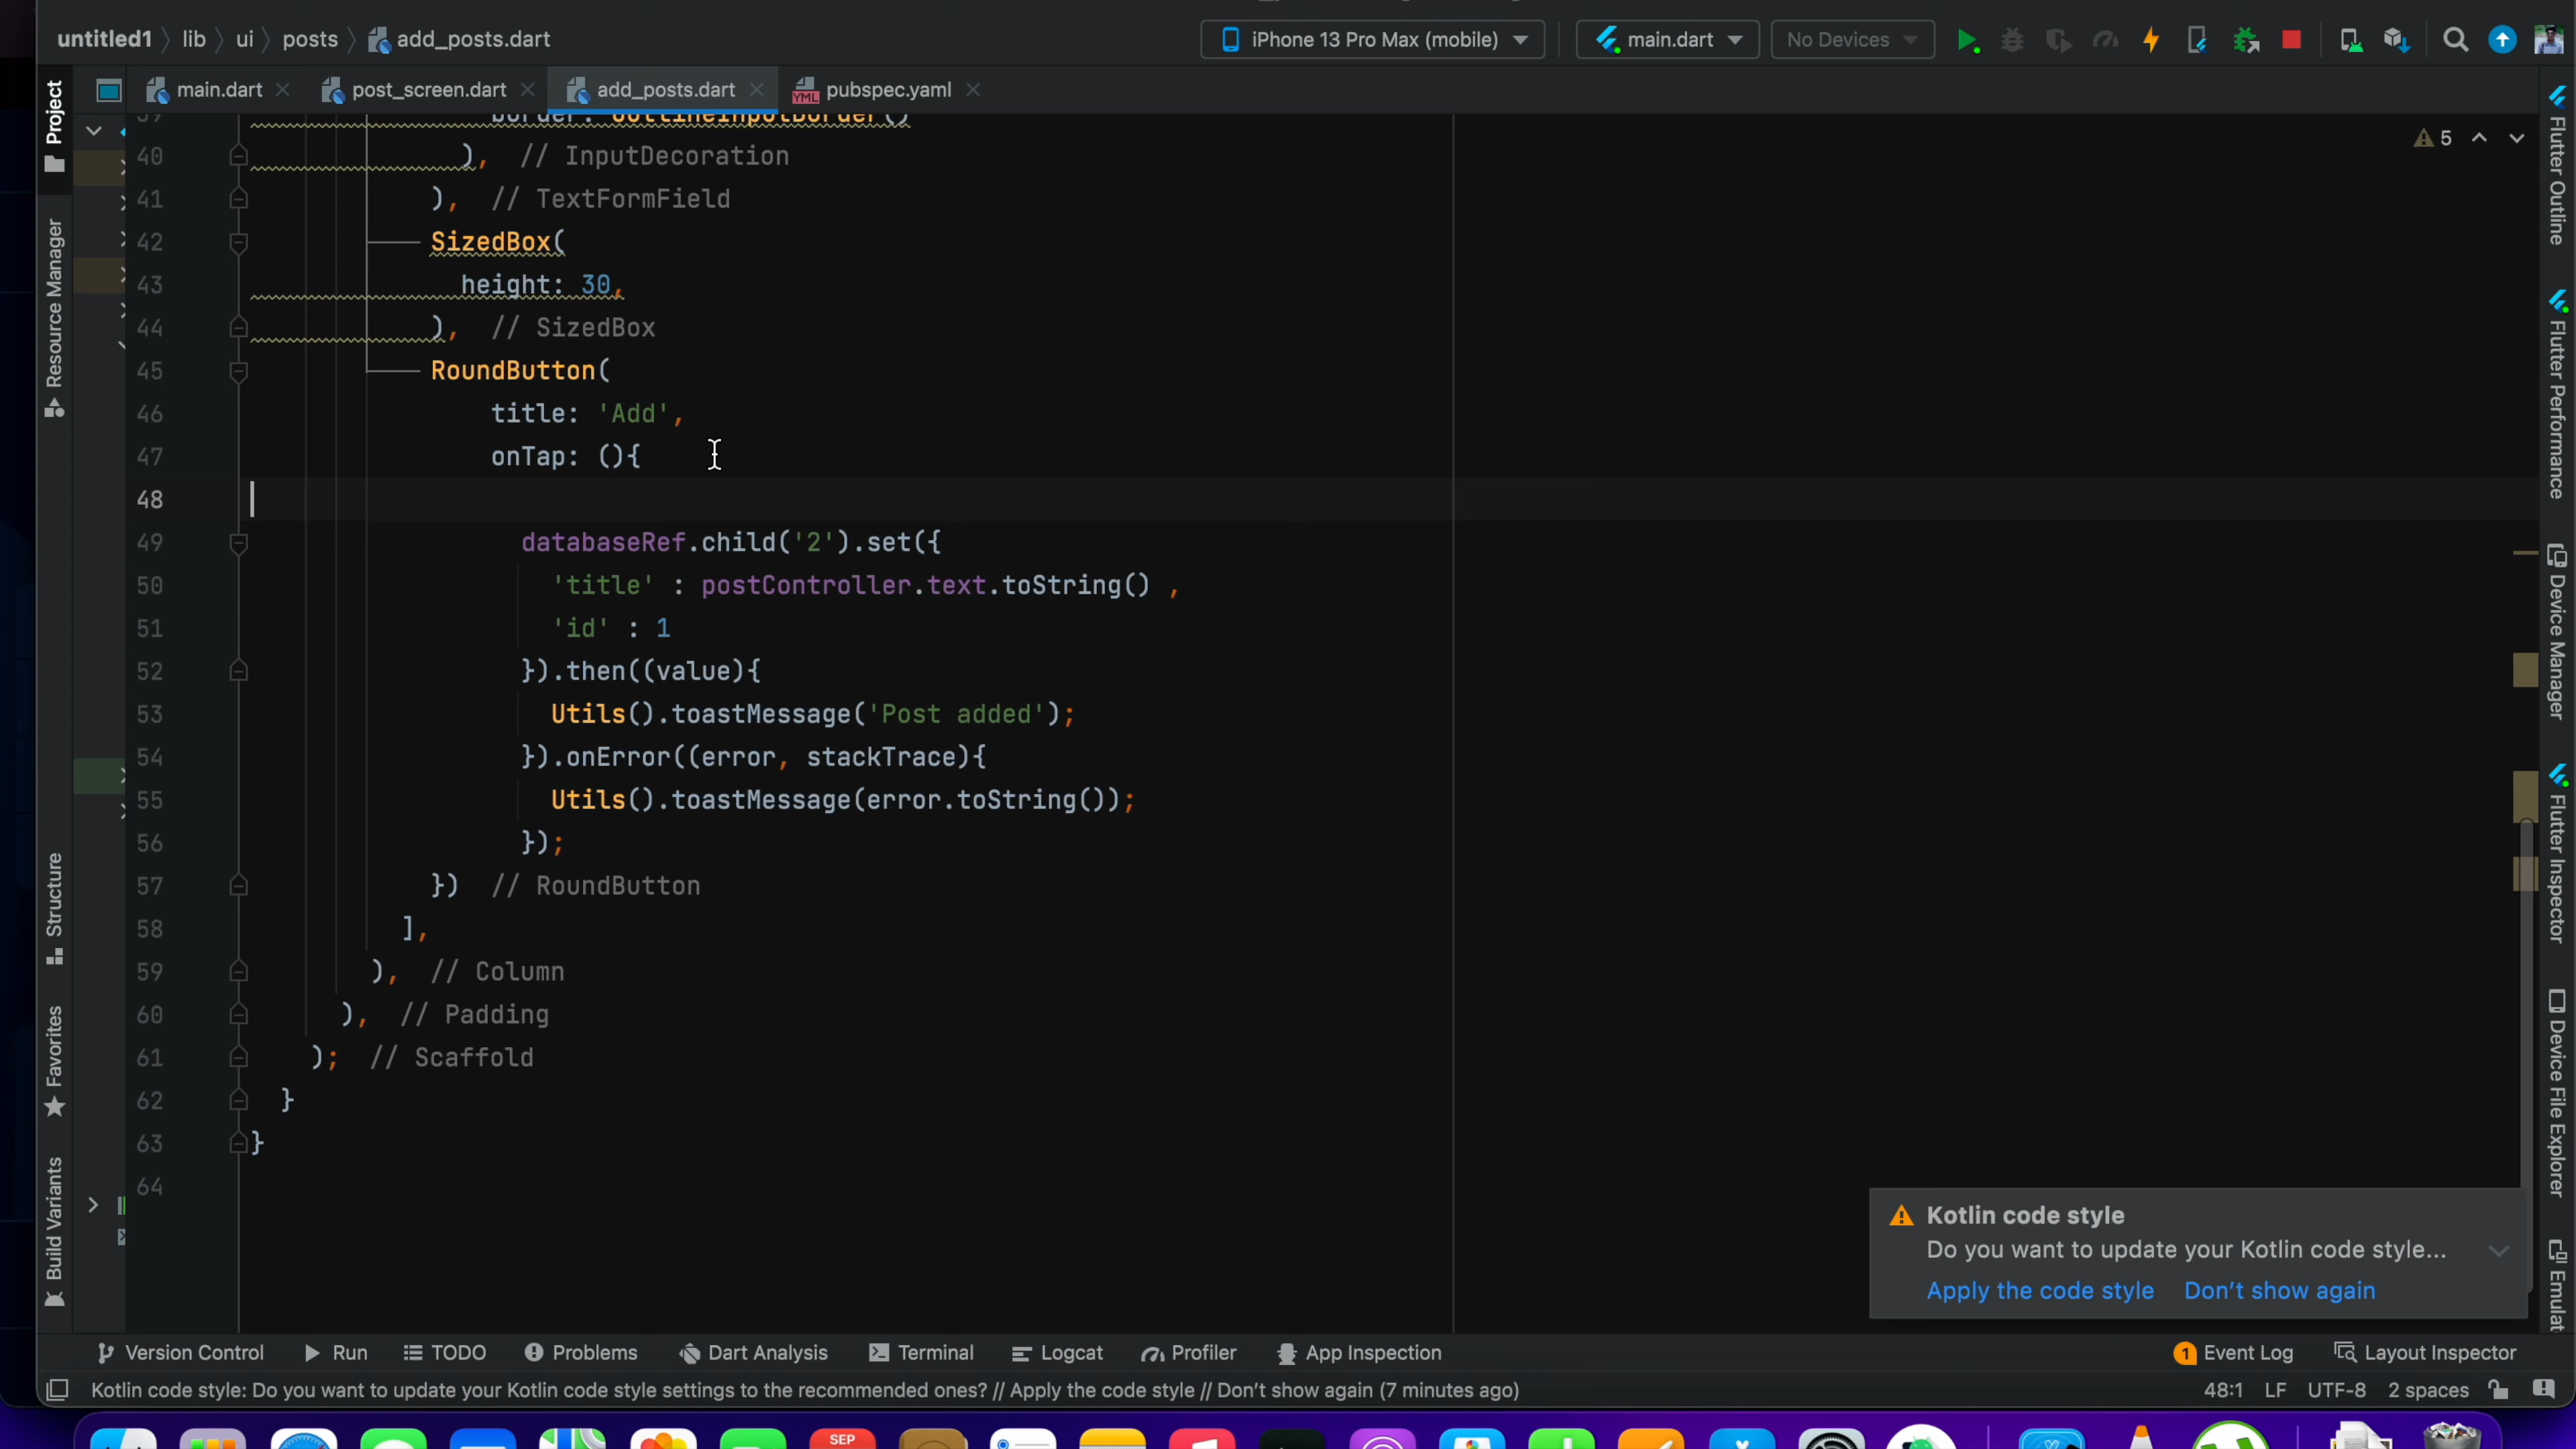 untitled1 lib ui posts add_posts.dart iPhone 13 Pro Max (mobile) main.dart No Devices
main.dart post_screen.dart add_posts.dart pubspec.yaml
39 border: OutlineInputBorder()
40 ), // InputDecoration
41 ), // TextFormField
42 SizedBox(
43 height: 30,
44 ), // SizedBox
45 RoundButton(
46 title: 'Add',
47 onTap: (){
48
49 databaseRef.child('2').set({
50 'title' : postController.text.toString() ,
51 'id' : 1
52 }).then((value){
53 Utils().toastMessage('Post added');
54 }).onError((error, stackTrace){
55 Utils().toastMessage(error.toString());
56 });
57 }) // RoundButton
58 ],
59 ), // Column
60 ), // Padding
61 ); // Scaffold
62 }
63 }
64
5
Project
Resource Manager
Structure
Favorites
Build Variants
Flutter Outline
Flutter Performance
Device Manager
Flutter Inspector
Device File Explorer
Emulat
Kotlin code style
Do you want to update your Kotlin code style...
Apply the code style Don't show again
Version Control Run TODO Problems Dart Analysis Terminal Logcat Profiler App Inspection 1 Event Log Layout Inspector
Kotlin code style: Do you want to update your Kotlin code style settings to the recommended ones? // Apply the code style // Don't show again (7 minutes ago) 48:1 LF UTF-8 2 spaces
SEP